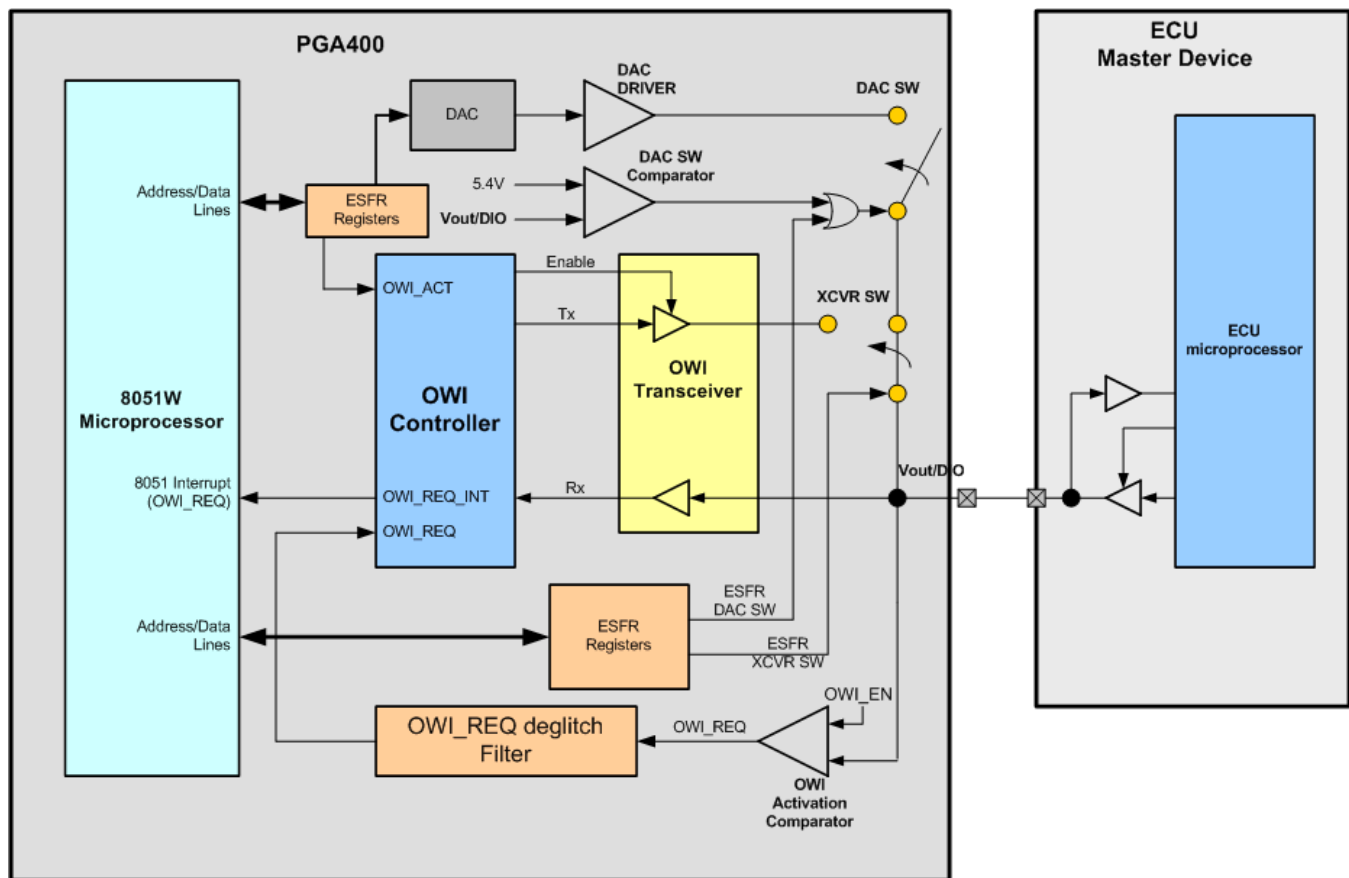 PGA400
ECU
Master Device
DAC
DRIVER
DAC SW
DAC
DAC SW
Comparator
5.4V
Vout/DIO
Address/Data
Lines
ESFR
Registers
Enable
OWI_ACT
Tx
XCVR SW
ECU
microprocessor
OWI
Transceiver
8051W
Microprocessor
OWI
Controller
Vout/DIO
8051 Interrupt
(OWI_REQ)
OWI_REQ_INT
Rx
OWI_REQ
ESFR
DAC SW
Address/Data
Lines
ESFR
Registers
ESFR
XCVR SW
OWI_EN
OWI_REQ deglitch
Filter
OWI_REQ
OWI
Activation
Comparator